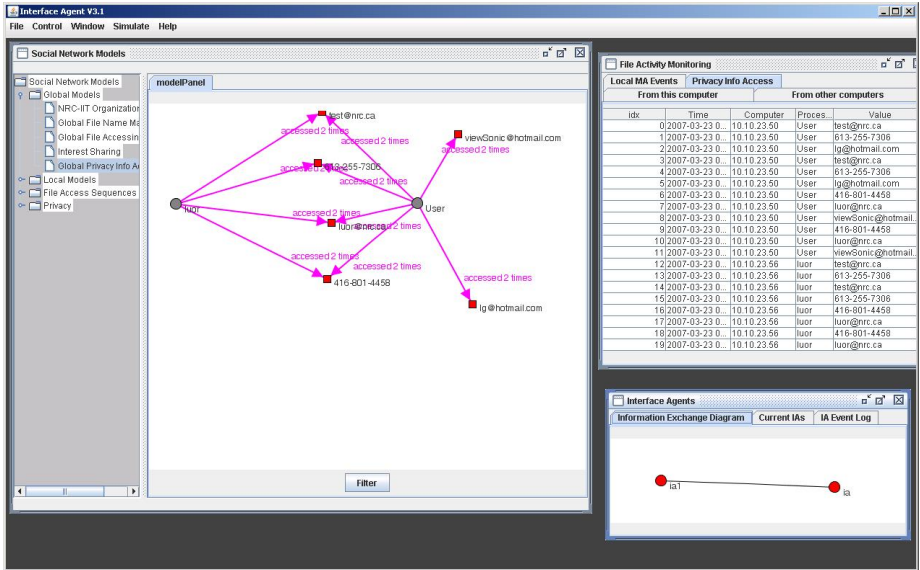 Interface Agent V3.1
File Control Window Simulate Help
Social Network Models
Social Network Models
Global Models
NRC-IIT Organization
Global File Name Ma
Global File Accessin
Interest Sharing
Global Privacy Info A
Local Models
File Access Sequences
Privacy
modelPanel
test@nrc.ca
accessed 2 times
viewSonic@hotmail.com
accessed 2 times
613-255-7306
accessed 2 times
luor
User
accessed 2 times
luor@nrc.ca
accessed 2 times
accessed 2 times
416-801-4458
accessed 2 times
lg@hotmail.com
Filter
File Activity Monitoring
Local MA Events Privacy Info Access
From this computer From other computers
idx Time Computer Proces... Value
0 2007-03-23 0... 10.10.23.50 User test@nrc.ca
1 2007-03-23 0... 10.10.23.50 User 613-255-7306
2 2007-03-23 0... 10.10.23.50 User lg@hotmail.com
3 2007-03-23 0... 10.10.23.50 User test@nrc.ca
4 2007-03-23 0... 10.10.23.50 User 613-255-7306
5 2007-03-23 0... 10.10.23.50 User lg@hotmail.com
6 2007-03-23 0... 10.10.23.50 User 416-801-4458
7 2007-03-23 0... 10.10.23.50 User luor@nrc.ca
8 2007-03-23 0... 10.10.23.50 User viewSonic@hotmail...
9 2007-03-23 0... 10.10.23.50 User 416-801-4458
10 2007-03-23 0... 10.10.23.50 User luor@nrc.ca
11 2007-03-23 0... 10.10.23.50 User viewSonic@hotmail...
12 2007-03-23 0... 10.10.23.56 luor test@nrc.ca
13 2007-03-23 0... 10.10.23.56 luor 613-255-7306
14 2007-03-23 0... 10.10.23.56 luor test@nrc.ca
15 2007-03-23 0... 10.10.23.56 luor 613-255-7306
16 2007-03-23 0... 10.10.23.56 luor 416-801-4458
17 2007-03-23 0... 10.10.23.56 luor luor@nrc.ca
18 2007-03-23 0... 10.10.23.56 luor 416-801-4458
19 2007-03-23 0... 10.10.23.56 luor luor@nrc.ca
Interface Agents
Information Exchange Diagram Current IAs IA Event Log
ia1
ia